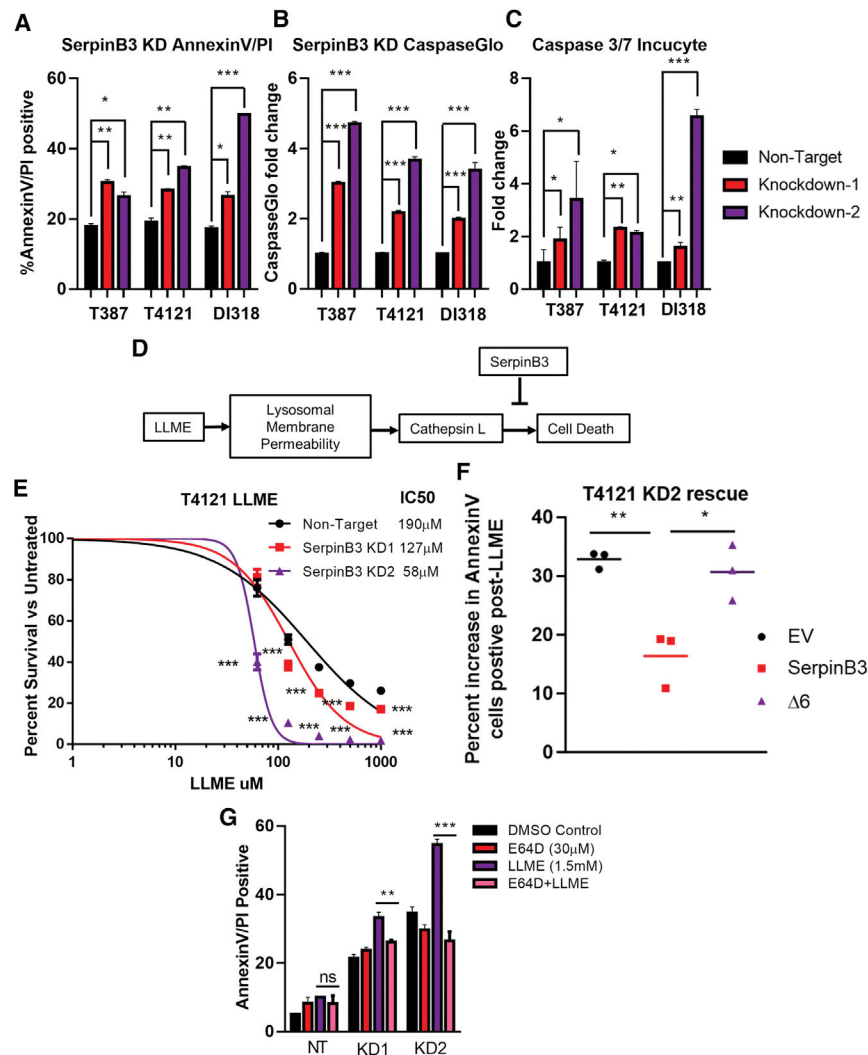 A
SerpinB3 KD AnnexinV/PI
%AnnexinV/PI positive
60
40
20
0
*
**
**
**
*
***
T387 T4121 DI318
B
SerpinB3 KD CaspaseGlo
CaspaseGlo fold change
6
4
2
0
***
***
***
***
***
***
T387 T4121 DI318
C
Caspase 3/7 Incucyte
Fold change
8
6
4
2
0
*
*
*
**
***
**
T387 T4121 DI318
Non-Target
Knockdown-1
Knockdown-2
D
SerpinB3
LLME
Lysosomal
Membrane
Permeability
Cathepsin L
Cell Death
E
T4121 LLME IC50
Non-Target 190µM
SerpinB3 KD1 127µM
SerpinB3 KD2 58µM
Percent Survival vs Untreated
100
80
60
40
20
0
***
***
***
***
***
***
***
***
***
1 10 100 1000
LLME uM
F
T4121 KD2 rescue
Percent increase in AnnexinV
cells postive post-LLME
40
30
20
10
0
**
*
EV
SerpinB3
Δ6
G
AnnexinV/PI Positive
60
40
20
0
ns
**
***
NT KD1 KD2
DMSO Control
E64D (30µM)
LLME (1.5mM)
E64D+LLME